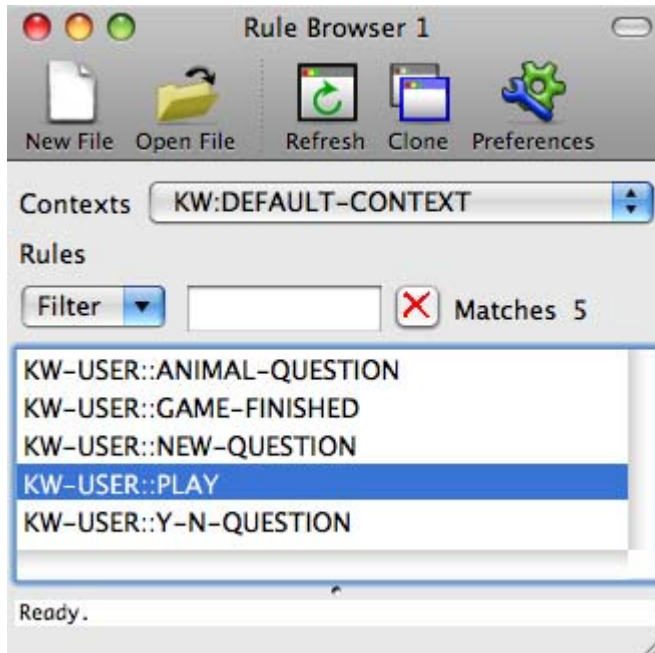 Rule Browser 1
New File Open File Refresh Clone Preferences
Contexts KW:DEFAULT-CONTEXT
Rules
Filter Matches 5
KW-USER::ANIMAL-QUESTION
KW-USER::GAME-FINISHED
KW-USER::NEW-QUESTION
KW-USER::PLAY
KW-USER::Y-N-QUESTION
Ready.